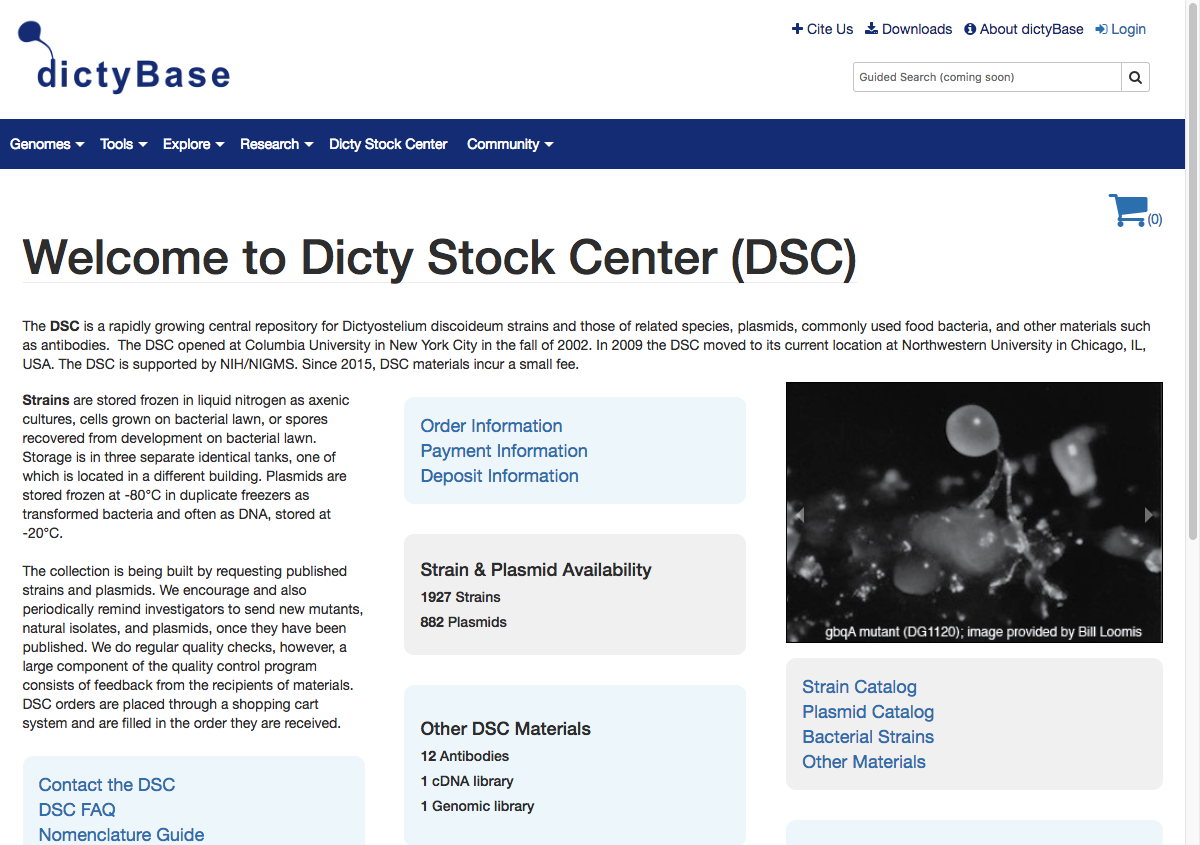 dictyBase
Cite Us Downloads About dictyBase Login
Guided Search (coming soon)
Genomes Tools Explore Research Dicty Stock Center Community
(0)
Welcome to Dicty Stock Center (DSC)
The DSC is a rapidly growing central repository for Dictyostelium discoideum strains and those of related species, plasmids, commonly used food bacteria, and other materials such
as antibodies.  The DSC opened at Columbia University in New York City in the fall of 2002. In 2009 the DSC moved to its current location at Northwestern University in Chicago, IL,
USA. The DSC is supported by NIH/NIGMS. Since 2015, DSC materials incur a small fee.
Strains are stored frozen in liquid nitrogen as axenic
cultures, cells grown on bacterial lawn, or spores
recovered from development on bacterial lawn.
Storage is in three separate identical tanks, one of
which is located in a different building. Plasmids are
stored frozen at -80°C in duplicate freezers as
transformed bacteria and often as DNA, stored at
-20°C.
The collection is being built by requesting published
strains and plasmids. We encourage and also
periodically remind investigators to send new mutants,
natural isolates, and plasmids, once they have been
published. We do regular quality checks, however, a
large component of the quality control program
consists of feedback from the recipients of materials.
DSC orders are placed through a shopping cart
system and are filled in the order they are received.
Contact the DSC
DSC FAQ
Nomenclature Guide
Order Information
Payment Information
Deposit Information
Strain & Plasmid Availability
1927 Strains
882 Plasmids
Other DSC Materials
12 Antibodies
1 cDNA library
1 Genomic library
gbqA mutant (DG1120); image provided by Bill Loomis
Strain Catalog
Plasmid Catalog
Bacterial Strains
Other Materials